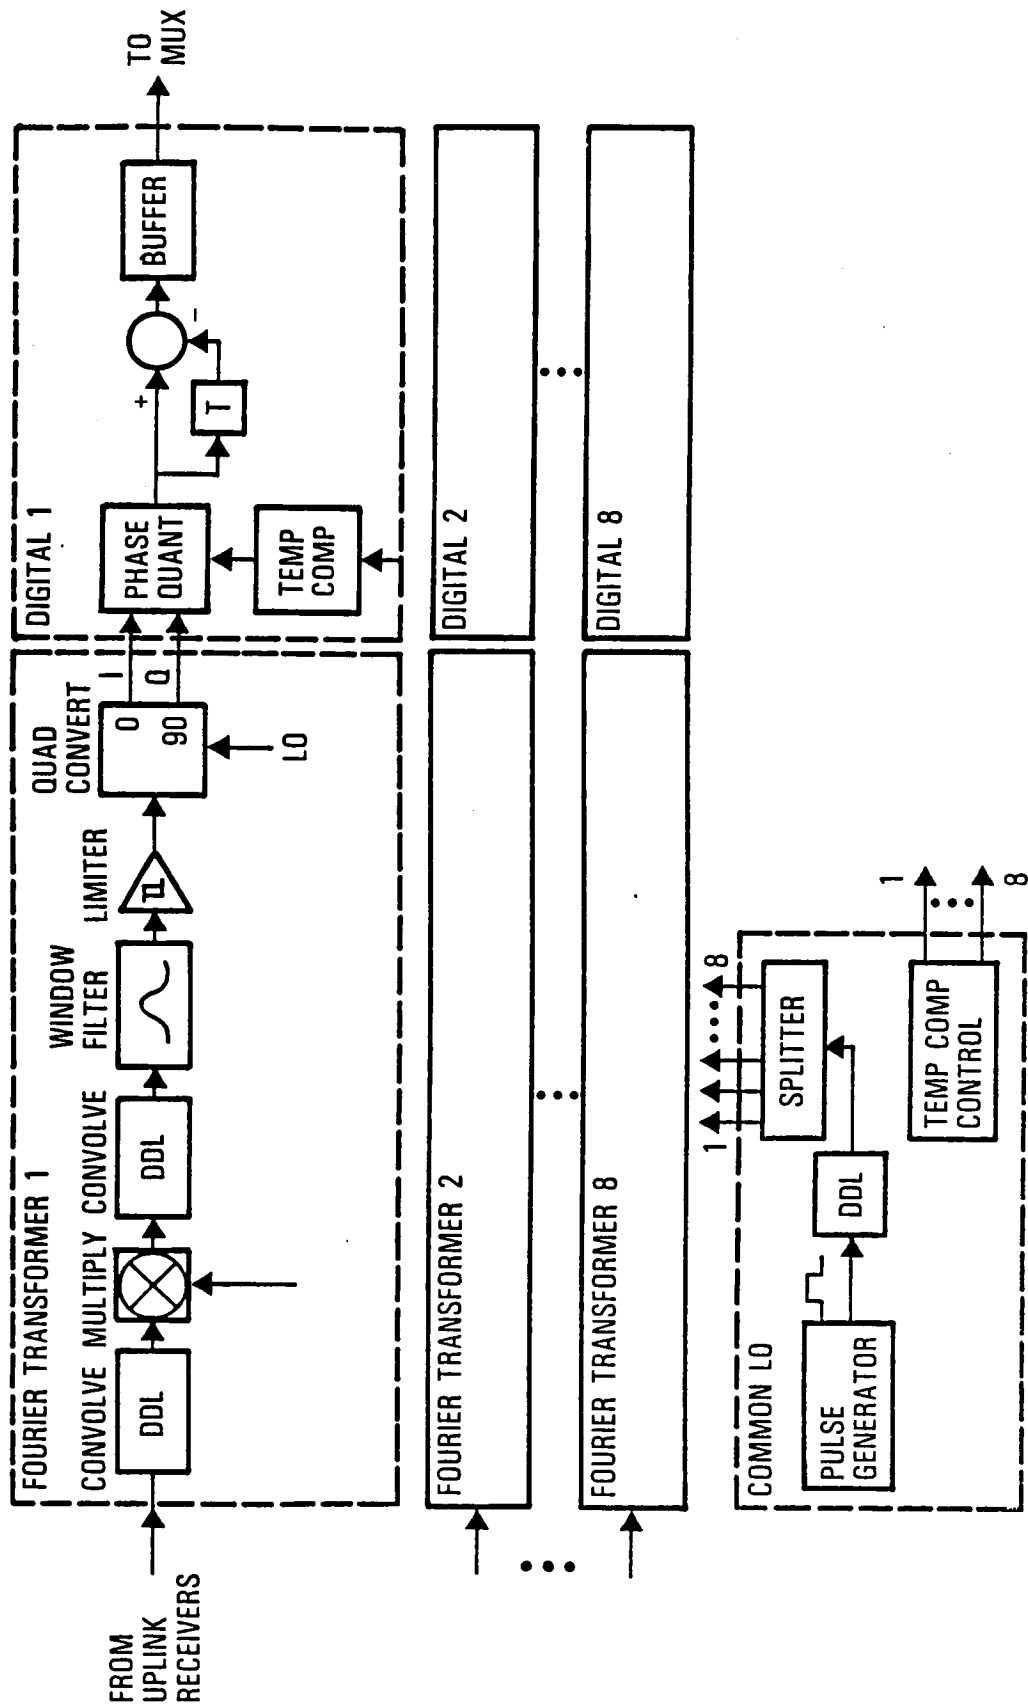 FROM
UPLINK
RECEIVERS
FOURIER TRANSFORMER 1
CONVOLVE
MULTIPLY
CONVOLVE
WINDOW
FILTER
LIMITER
QUAD
CONVERT
DDL
DDL
0
90
I
Q
LO
DIGITAL 1
PHASE
QUANT
TEMP
COMP
+
T
-
BUFFER
TO
MUX
FOURIER TRANSFORMER 2
DIGITAL 2
FOURIER TRANSFORMER 8
DIGITAL 8
COMMON LO
PULSE
GENERATOR
DDL
1
8
SPLITTER
TEMP COMP
CONTROL
1
8